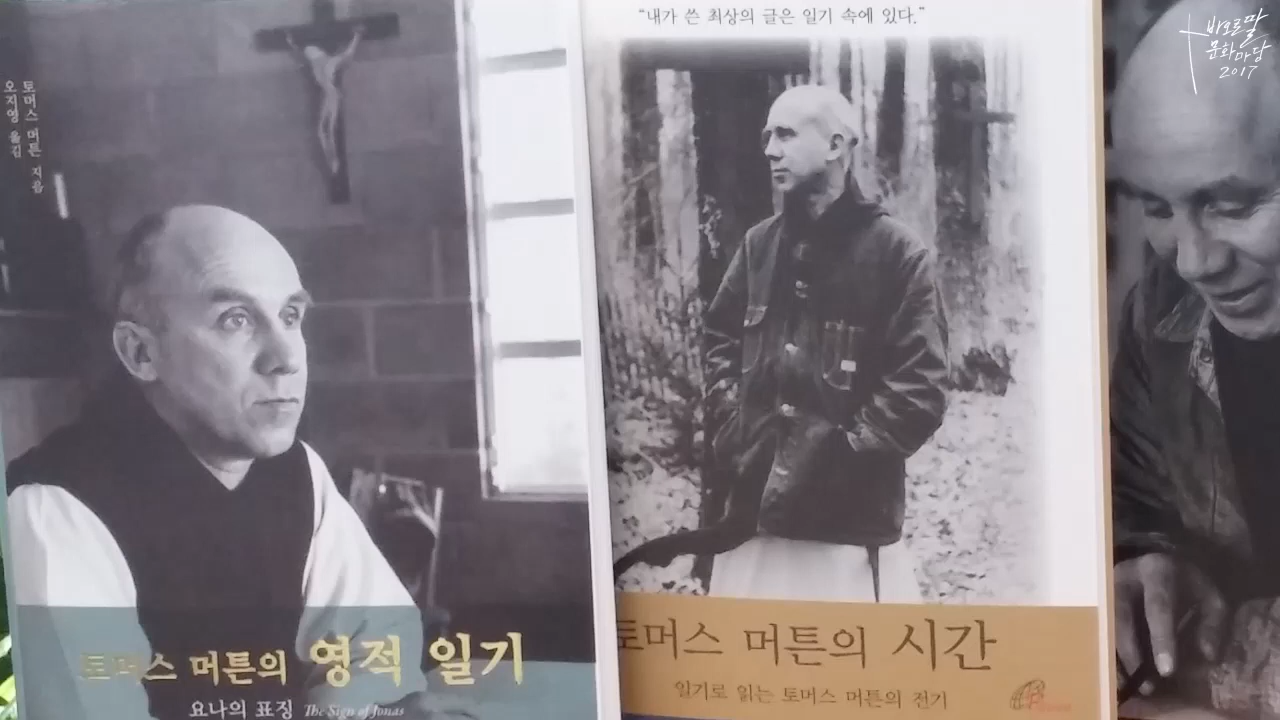 토머스 머튼 지음
오지영 옮김
토머스 머튼의 영적 일기
요나의 표징 The Sign of Jonas
“내가 쓴 최상의 글은 일기 속에 있다.”
토머스 머튼의 시간
일기로 읽는 토머스 머튼의 전기
바오로딸
문화마당
2017